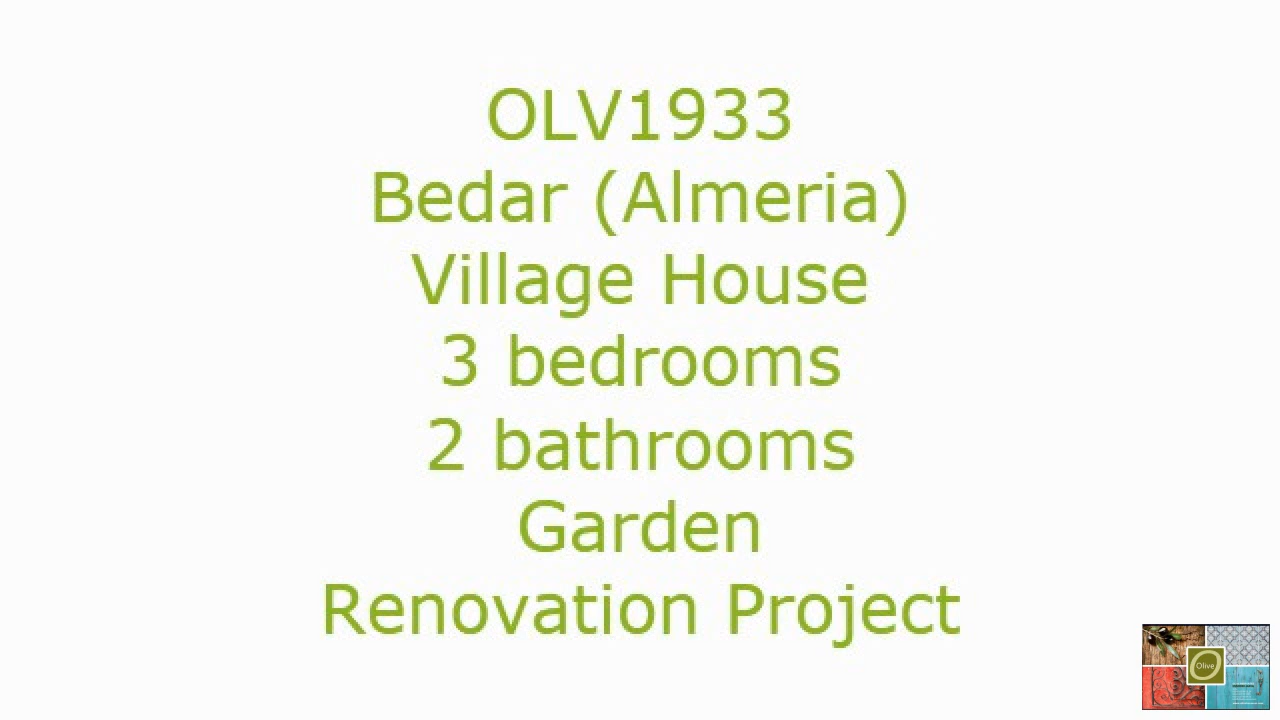 OLV1933
Bedar (Almeria)
Village House
3 bedrooms
2 bathrooms
Garden
Renovation Project
Olive